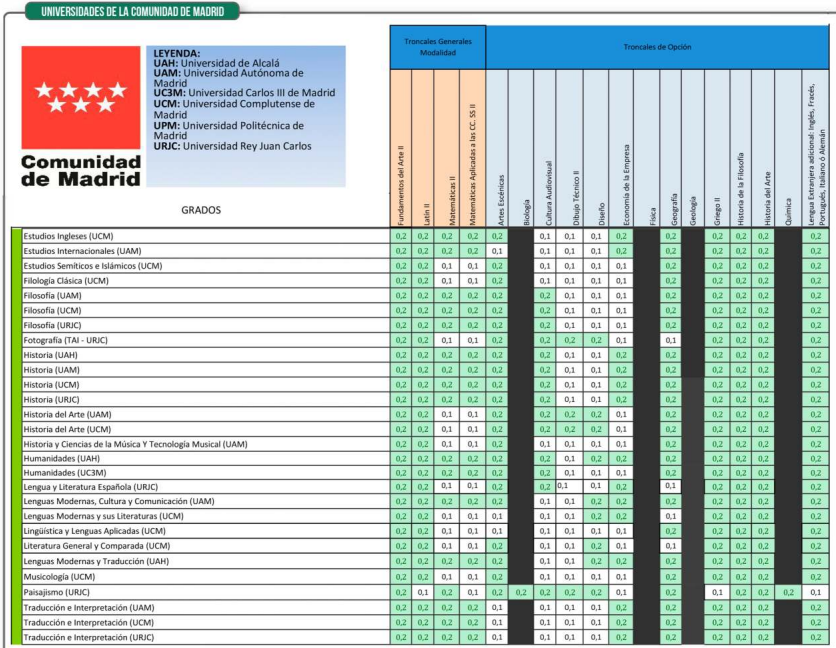 UNIVERSIDADES DE LA COMUNIDAD DE MADRID
Comunidad
de Madrid
LEYENDA:
UAH: Universidad de Alcalá
UAM: Universidad Autónoma de
Madrid
UC3M: Universidad Carlos III de Madrid
UCM: Universidad Complutense de
Madrid
UPM: Universidad Politécnica de
Madrid
URJC: Universidad Rey Juan Carlos
GRADOS
Troncales Generales
Modalidad
Troncales de Opción
Fundamentos del Arte II
Latín II
Matemáticas II
Matemáticas Aplicadas a las CC. SS II
Artes Escénicas
Biología
Cultura Audiovisual
Dibujo Técnico II
Diseño
Economía de la Empresa
Física
Geografía
Geología
Griego II
Historia de la Filosofía
Historia del Arte
Química
Lengua Extranjera adicional: Inglés, Fracés,
Portugués, Italiano ó Alemán
Estudios Ingleses (UCM) 0,2 0,2 0,2 0,2 0,2 0,1 0,1 0,1 0,2 0,2 0,2 0,2 0,2 0,2
Estudios Internacionales (UAM) 0,2 0,2 0,2 0,2 0,1 0,1 0,1 0,1 0,2 0,2 0,2 0,2 0,2 0,2
Estudios Semíticos e Islámicos (UCM) 0,2 0,2 0,1 0,1 0,2 0,1 0,1 0,1 0,1 0,2 0,2 0,2 0,2 0,2
Filología Clásica (UCM) 0,2 0,2 0,1 0,1 0,2 0,1 0,1 0,1 0,1 0,2 0,2 0,2 0,2 0,2
Filosofía (UAM) 0,2 0,2 0,2 0,2 0,2 0,2 0,1 0,1 0,1 0,2 0,2 0,2 0,2 0,2
Filosofía (UCM) 0,2 0,2 0,2 0,2 0,2 0,2 0,1 0,1 0,1 0,2 0,2 0,2 0,2 0,2
Filosofía (URJC) 0,2 0,2 0,2 0,2 0,2 0,2 0,1 0,1 0,1 0,2 0,2 0,2 0,2 0,2
Fotografía (TAI - URJC) 0,2 0,2 0,1 0,1 0,2 0,2 0,2 0,2 0,1 0,1 0,2 0,2 0,2 0,2
Historia (UAH) 0,2 0,2 0,2 0,2 0,2 0,2 0,1 0,1 0,2 0,2 0,2 0,2 0,2 0,2
Historia (UAM) 0,2 0,2 0,2 0,2 0,2 0,2 0,1 0,1 0,2 0,2 0,2 0,2 0,2 0,2
Historia (UCM) 0,2 0,2 0,2 0,2 0,2 0,2 0,1 0,1 0,2 0,2 0,2 0,2 0,2 0,2
Historia (URJC) 0,2 0,2 0,2 0,2 0,2 0,2 0,1 0,1 0,2 0,2 0,2 0,2 0,2 0,2
Historia del Arte (UAM) 0,2 0,2 0,1 0,1 0,2 0,2 0,2 0,2 0,1 0,2 0,2 0,2 0,2 0,2
Historia del Arte (UCM) 0,2 0,2 0,1 0,1 0,2 0,2 0,2 0,2 0,1 0,2 0,2 0,2 0,2 0,2
Historia y Ciencias de la Música Y Tecnología Musical (UAM) 0,2 0,2 0,1 0,1 0,2 0,1 0,1 0,1 0,1 0,2 0,2 0,2 0,2 0,2
Humanidades (UAH) 0,2 0,2 0,2 0,2 0,2 0,2 0,1 0,2 0,2 0,2 0,2 0,2 0,2 0,2
Humanidades (UC3M) 0,2 0,2 0,2 0,2 0,2 0,2 0,1 0,1 0,1 0,2 0,2 0,2 0,2 0,2
Lengua y Literatura Española (URJC) 0,2 0,2 0,1 0,1 0,2 0,2 0,1 0,1 0,2 0,1 0,2 0,2 0,2 0,2
Lenguas Modernas, Cultura y Comunicación (UAM) 0,2 0,2 0,2 0,2 0,2 0,1 0,1 0,2 0,2 0,2 0,2 0,2 0,2 0,2
Lenguas Modernas y sus Literaturas (UCM) 0,2 0,2 0,1 0,1 0,2 0,1 0,1 0,2 0,2 0,1 0,2 0,2 0,2 0,2
Lingüística y Lenguas Aplicadas (UCM) 0,2 0,2 0,1 0,1 0,1 0,1 0,1 0,1 0,1 0,2 0,2 0,2 0,2 0,2
Literatura General y Comparada (UCM) 0,2 0,2 0,1 0,1 0,2 0,1 0,1 0,2 0,1 0,1 0,2 0,2 0,2 0,2
Lenguas Modernas y Traducción (UAH) 0,2 0,2 0,2 0,2 0,2 0,1 0,1 0,2 0,2 0,2 0,2 0,2 0,2 0,2
Musicología (UCM) 0,2 0,2 0,1 0,1 0,2 0,1 0,1 0,1 0,1 0,2 0,2 0,2 0,2 0,2
Paisajismo (URJC) 0,2 0,1 0,2 0,1 0,2 0,2 0,2 0,2 0,2 0,1 0,2 0,1 0,2 0,2 0,2 0,1
Traducción e Interpretación (UAM) 0,2 0,2 0,2 0,2 0,1 0,1 0,1 0,1 0,2 0,2 0,2 0,2 0,2 0,2
Traducción e Interpretación (UCM) 0,2 0,2 0,2 0,2 0,1 0,1 0,1 0,1 0,2 0,2 0,2 0,2 0,2 0,2
Traducción e Interpretación (URJC) 0,2 0,2 0,2 0,2 0,1 0,1 0,1 0,1 0,2 0,2 0,2 0,2 0,2 0,2